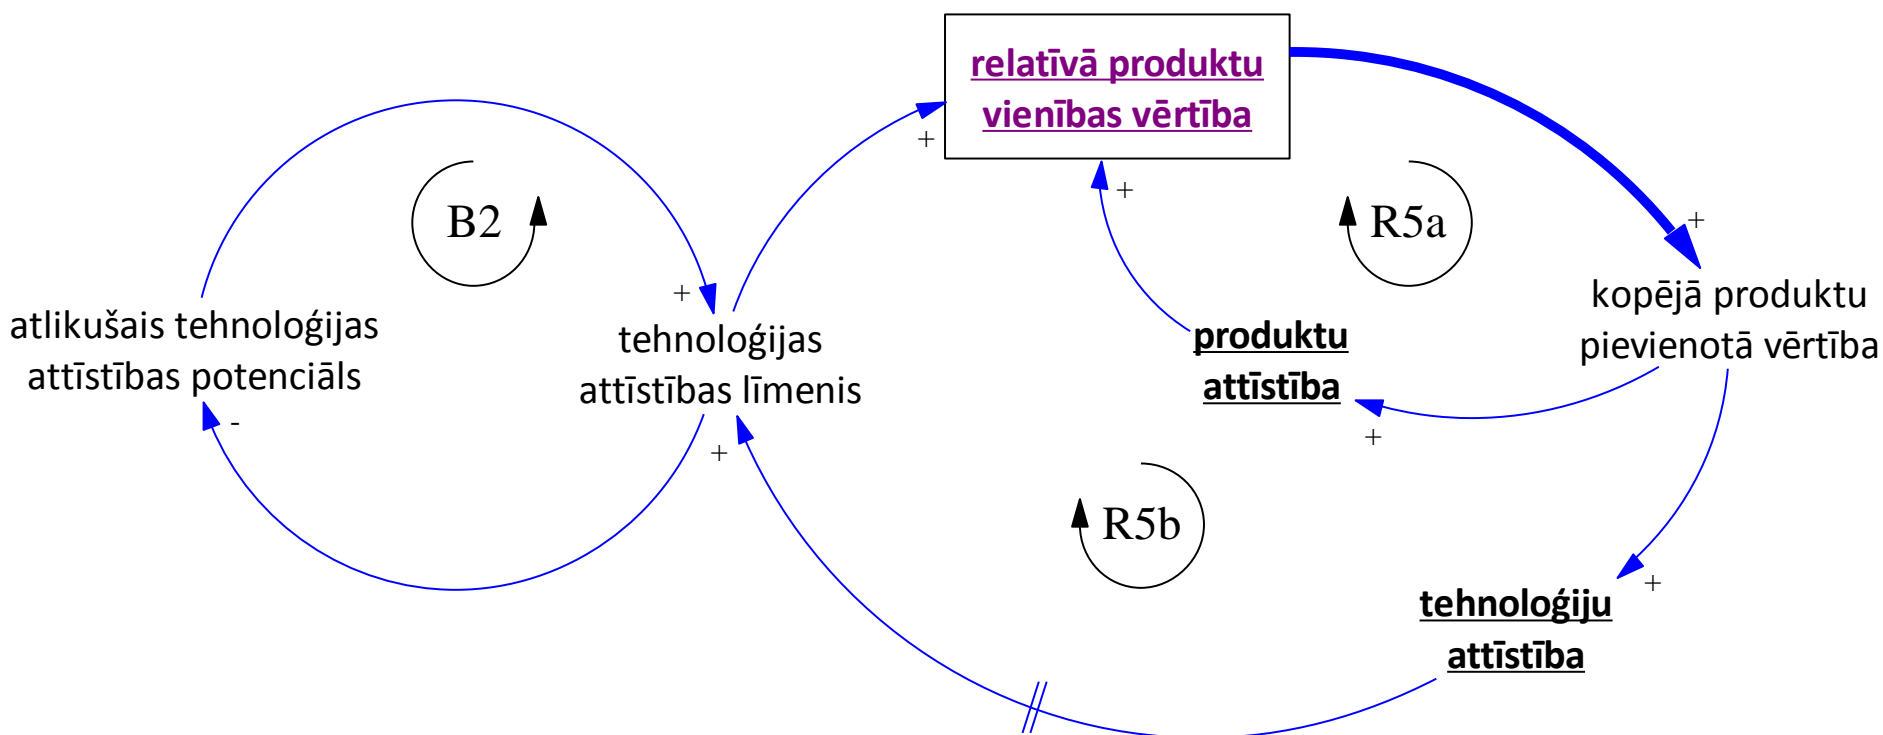 relatīvā produktu
vienības vērtība
+
+
B2
R5a
+
+
atlikušais tehnoloģijas
attīstības potenciāls
tehnoloģijas
attīstības līmenis
produktu
attīstība
kopējā produktu
pievienotā vērtība
-
+
+
R5b
+
tehnoloģiju
attīstība